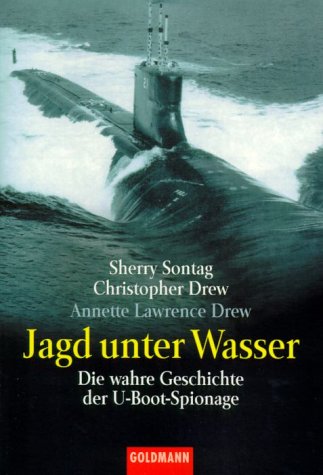 Sherry Sontag
Christopher Drew
Annette Lawrence Drew
Jagd unter Wasser
Die wahre Geschichte
der U-Boot-Spionage
GOLDMANN